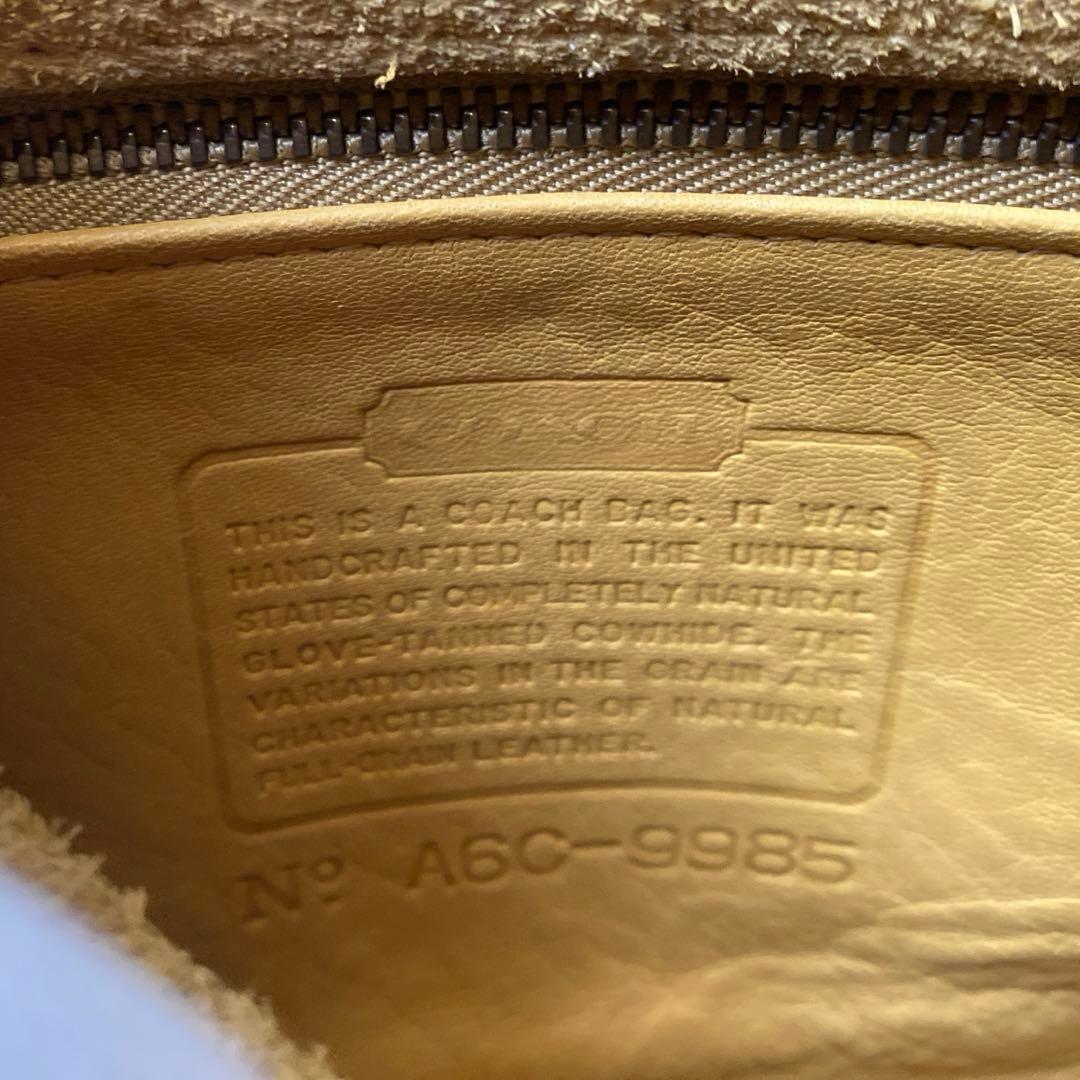 COACH
THIS IS A COACH BAG. IT WAS
HANDCRAFTED IN THE UNITED
STATES OF COMPLETELY NATURAL
GLOVE-TANNED COWHIDE. THE
VARIATIONS IN THE GRAIN ARE
CHARACTERISTIC OF NATURAL
FULL-GRAIN LEATHER.
Nº A6C-9985